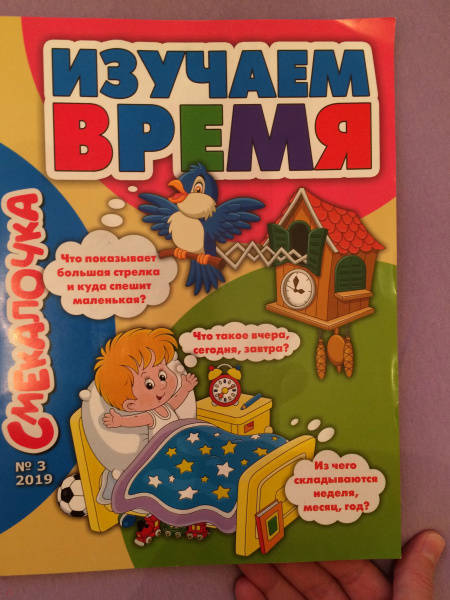 ИЗУЧАЕМ
ВРЕМЯ
СМЕКАЛОЧКА
№ 3
2019
Что показывает
большая стрелка
и куда спешит
маленькая?
Что такое вчера,
сегодня, завтра?
Из чего
складываются
неделя,
месяц, год?